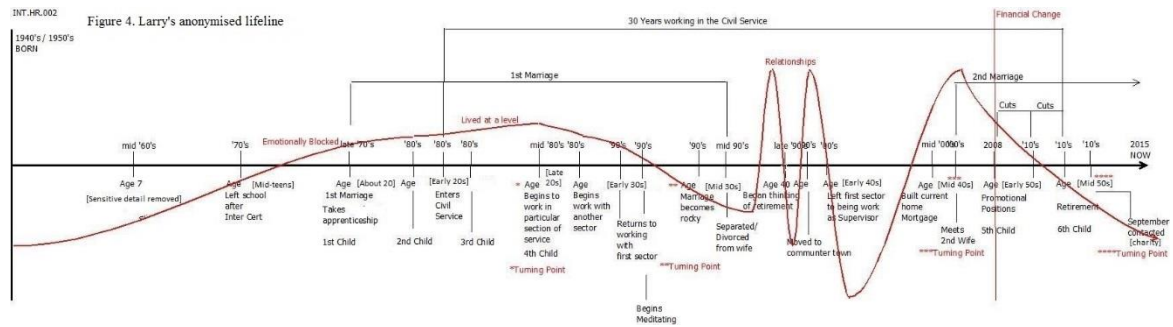 INT.HR.002
Figure 4. Larry's anonymised lifeline
Financial Change
30 Years working in the Civil Service
1940's / 1950's
BORN
Relationships
1st Marriage
2nd Marriage
Cuts Cuts
Lived at a level
Emotionally Blocked
mid '60's
'70's
late '70's
'80's
'80's
'80's
mid '80's
'80's
'90's
'90's
mid '90's
late '90's
'00's
mid '00's
2008
'10's
'10's
'10's
2015
NOW
Age 7
[Sensitive detail removed]
Age [Mid-teens]
Left school
after
Inter Cert
Age [About 20]
1st Marriage
Takes
apprenticeship
1st Child
Age
2nd Child
[Early 20s]
Enters
Civil
Service
3rd Child
* Age [Late 20s]
Begins to
work in
particular
section of
service
4th Child
*Turning Point
Age
Begins
work with
another
sector
[Early 30s]
Returns to
working
with
first sector
Begins
Meditating
** Age
Marriage
becomes
rocky
**Turning Point
[Mid 30s]
Separated/
Divorced
from wife
Age 40
Began thinking
of retirement
Age
Moved to
commuter town
Age [Early 40s]
Left first sector
to being work
as Supervisor
Age [Mid 40s]
Built current
home
Mortgage
***
Meets
2nd Wife
***Turning Point
Age [Early 50s]
Promotional
Positions
5th Child
Age [Mid 50s]
Retirement
6th Child
****
September
contacted
[charity]
****Turning Point